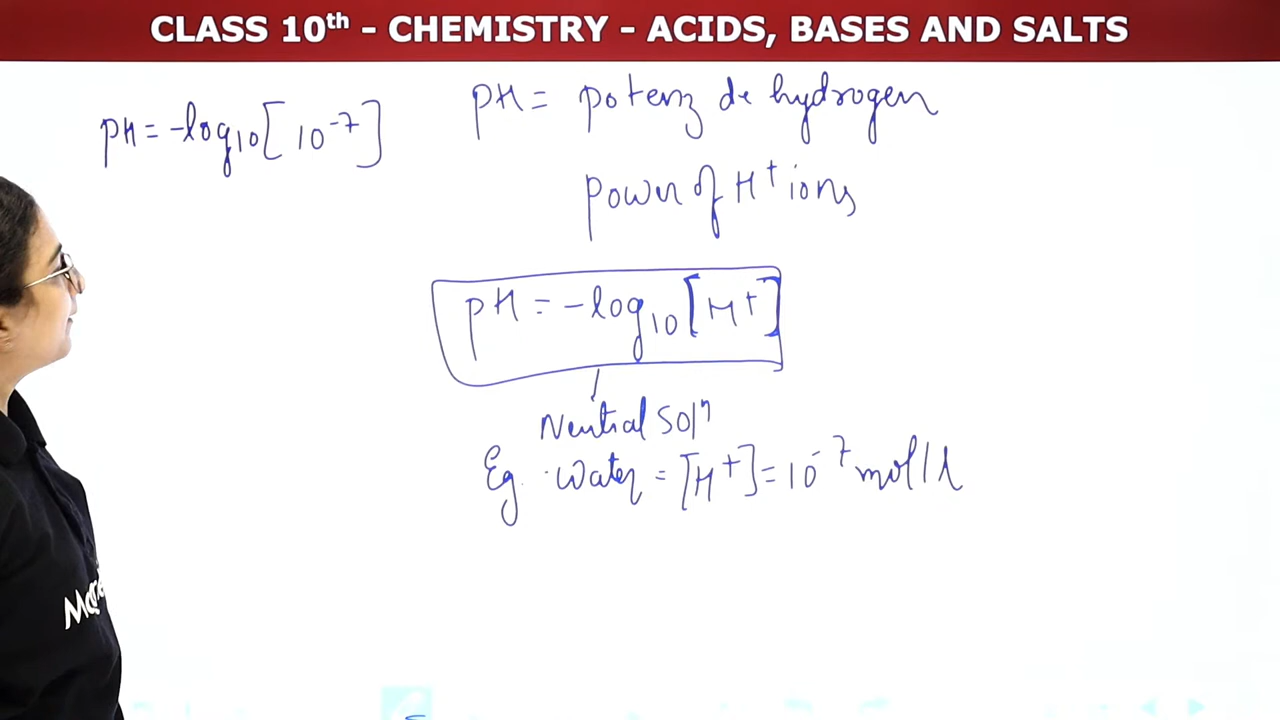 CLASS 10th - CHEMISTRY - ACIDS, BASES AND SALTS
pH = -log10[10-7]
pH = potenz de hydrogen
power of H+ ions
pH = -log10[H+]
Neutral Soln
Eg. Water = [H+] = 10-7 mol/l